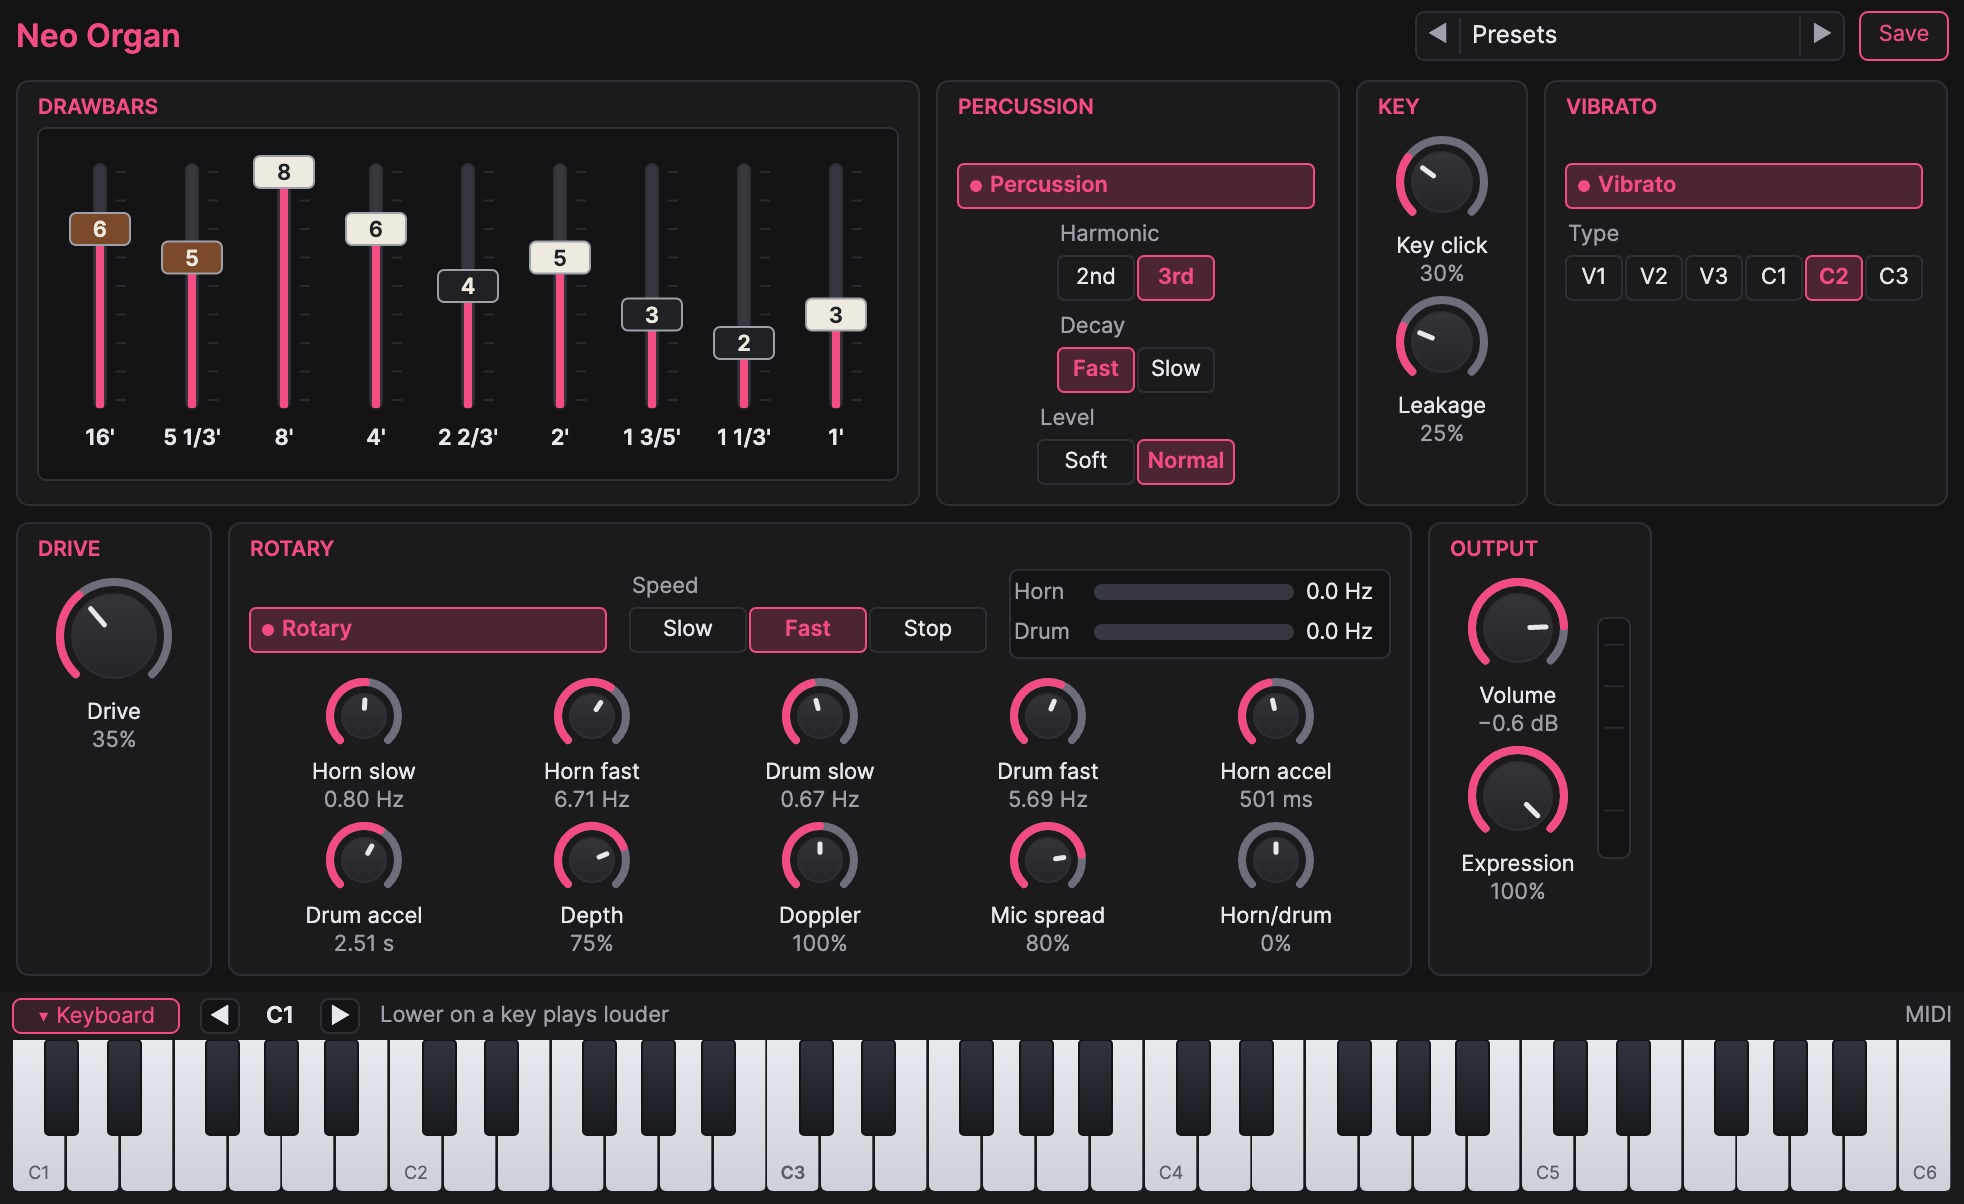 Neo Organ
Presets
Save
DRAWBARS
6 5 8 6 4 5 3 2 3
16' 5 1/3' 8' 4' 2 2/3' 2' 1 3/5' 1 1/3' 1'
PERCUSSION
Percussion
Harmonic
2nd 3rd
Decay
Fast Slow
Level
Soft Normal
KEY
Key click
30%
Leakage
25%
VIBRATO
Vibrato
Type
V1 V2 V3 C1 C2 C3
DRIVE
Drive
35%
ROTARY
Rotary
Speed
Slow Fast Stop
Horn 0.0 Hz
Drum 0.0 Hz
Horn slow Horn fast Drum slow Drum fast Horn accel
0.80 Hz 6.71 Hz 0.67 Hz 5.69 Hz 501 ms
Drum accel Depth Doppler Mic spread Horn/drum
2.51 s 75% 100% 80% 0%
OUTPUT
Volume
−0.6 dB
Expression
100%
Keyboard C1 Lower on a key plays louder MIDI
C1 C2 C3 C4 C5 C6